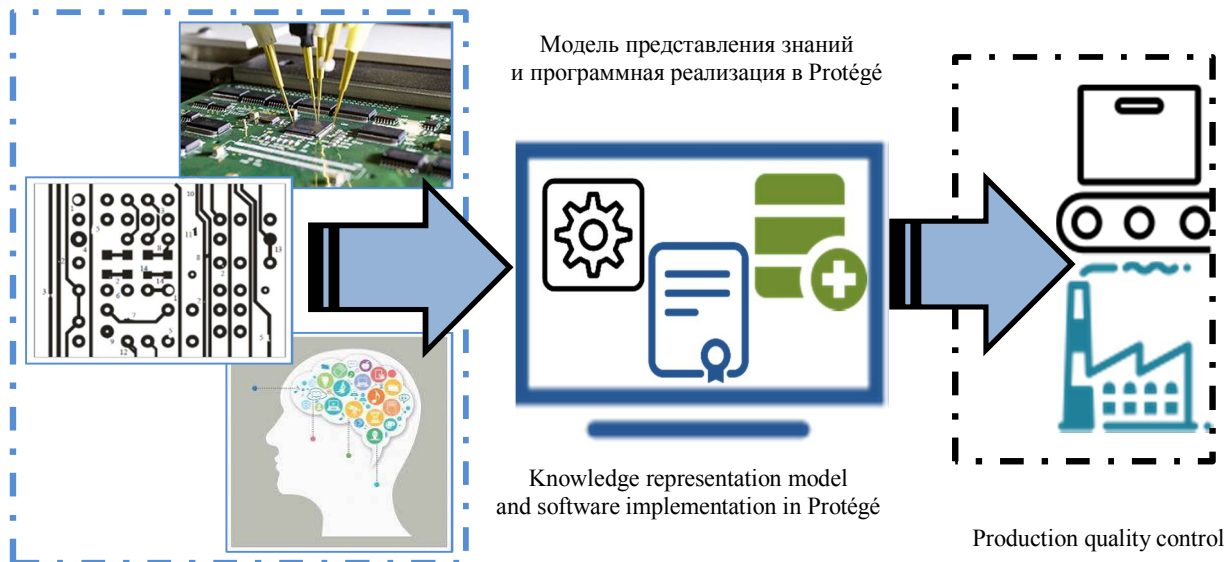 Модель представления знаний
и программная реализация в Protégé
Knowledge representation model
and software implementation in Protégé
Production quality control